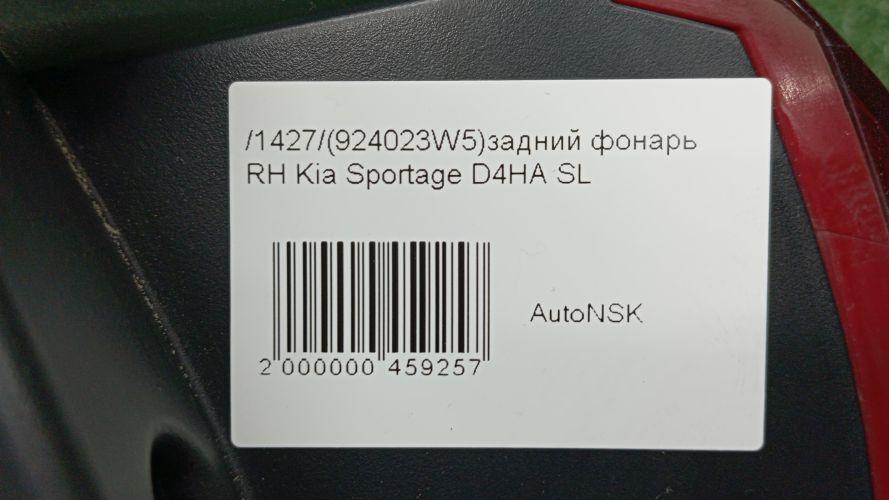 /1427/(924023W5)задний фонарь
RH Kia Sportage D4HA SL
AutoNSK
2 000000 459257